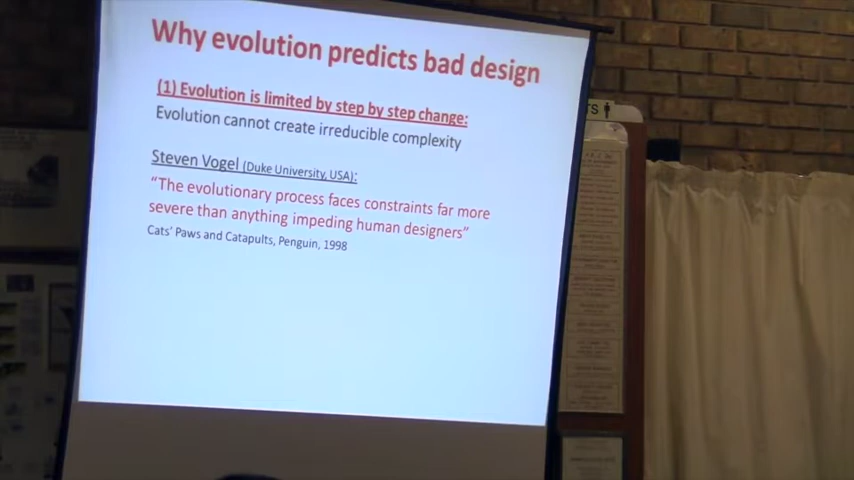 Why evolution predicts bad design
(1) Evolution is limited by step by step change:
Evolution cannot create irreducible complexity
Steven Vogel (Duke University, USA):
"The evolutionary process faces constraints far more
severe than anything impeding human designers"
Cats' Paws and Catapults, Penguin, 1998